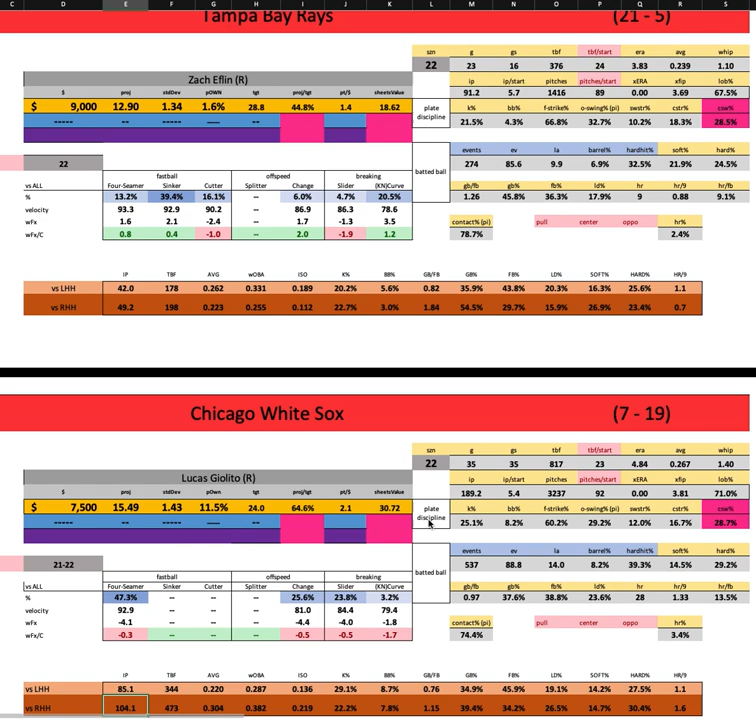 C D E F G H I J K L M N O P Q R S
Tampa Bay Rays (21 - 5)
szn g gs tbf tbf/start era avg whip
22 23 16 376 24 3.83 0.239 1.10
Zach Eflin (R) ip ip/start pitches pitches/start xERA xfip lob%
$ proj stdDev pOWN tgt proj/tgt pt/$ sheetsValue 91.2 5.7 1416 89 0.00 3.69 67.5%
$ 9,000 12.90 1.34 1.6% 28.8 44.8% 1.4 18.62 plate discipline k% bb% f-strike% o-swing% (pi) swstr% cstr% csw%
----- -- --- ___ -- 21.5% 4.3% 66.8% 32.7% 10.2% 18.3% 28.5%
batted ball events ev la barrel% hardhit% soft% hard%
22 274 85.6 9.9 6.9% 32.5% 21.9% 24.5%
fastball offspeed breaking
vsALL Four-Seamer Sinker Cutter Splitter Change Slider (KN)Curve gb/fb gb% fb% ld% hr hr/9 hr/fb
% 13.2% 39.4% 16.1% -- 6.0% 4.7% 20.5% 1.26 45.8% 36.3% 17.9% 9 0.88 9.1%
velocity 93.3 92.9 90.2 -- 86.9 86.3 78.6
wFx 1.6 2.1 -2.4 -- 1.7 -1.3 3.5 contact% (pi) pull center oppo hr%
wFx/C 0.8 0.4 -1.0 -- 2.0 -1.9 1.2 78.7% 2.4%
IP TBF AVG wOBA ISO K% BB% GB/FB GB% FB% LD% SOFT% HARD% HR/9
vs LHH 42.0 178 0.262 0.331 0.189 20.2% 5.6% 0.82 35.9% 43.8% 20.3% 16.3% 25.6% 1.1
vs RHH 49.2 198 0.223 0.255 0.112 22.7% 3.0% 1.84 54.5% 29.7% 15.9% 26.9% 23.4% 0.7
Chicago White Sox (7 - 19)
szn g gs tbf tbf/start era avg whip
22 35 35 817 23 4.84 0.267 1.40
Lucas Giolito (R) ip ip/start pitches pitches/start xERA xfip lob%
$ proj stdDev pOwn tgt proj/tgt pt/$ sheetsValue 189.2 5.4 3237 92 0.00 3.81 71.0%
$ 7,500 15.49 1.43 11.5% 24.0 64.6% 2.1 30.72 plate discipline k% bb% f-strike% o-swing% (pi) swstr% cstr% csw%
----- -- --- ___ -- 25.1% 8.2% 60.2% 29.2% 12.0% 16.7% 28.7%
batted ball events ev la barrel% hardhit% soft% hard%
21-22 537 88.8 14.0 8.2% 39.3% 14.5% 29.2%
fastball offspeed breaking
vsALL Four-Seamer Sinker Cutter Splitter Change Slider (KN)Curve gb/fb gb% fb% ld% hr hr/9 hr/fb
% 47.3% -- -- -- 25.6% 23.8% 3.2% 0.97 37.6% 38.8% 23.6% 28 1.33 13.5%
velocity 92.9 -- -- -- 81.0 84.4 79.4
wFx -4.1 -- -- -- -4.4 -4.0 -1.8 contact% (pi) pull center oppo hr%
wFx/C -0.3 -- -- -- -0.5 -0.5 -1.7 74.4% 3.4%
IP TBF AVG wOBA ISO K% BB% GB/FB GB% FB% LD% SOFT% HARD% HR/9
vs LHH 85.1 344 0.220 0.287 0.136 29.1% 8.7% 0.76 34.9% 45.9% 19.1% 14.2% 27.5% 1.1
vs RHH 104.1 473 0.304 0.382 0.219 22.2% 7.8% 1.15 39.4% 34.2% 26.5% 14.7% 30.4% 1.6